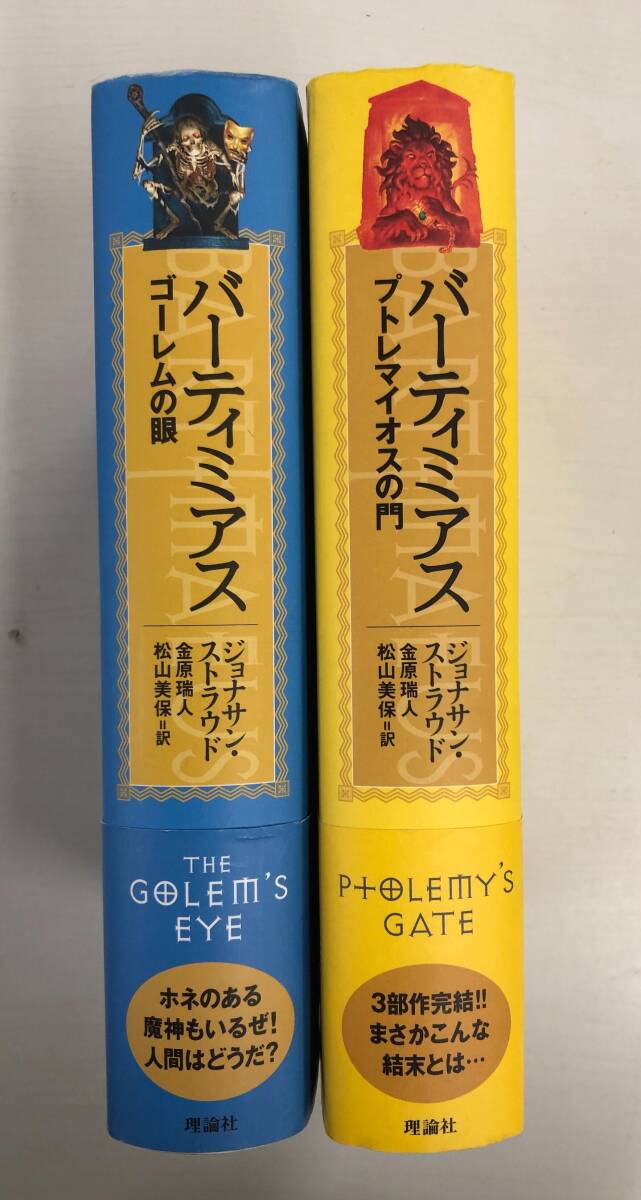 バーティミアス
ゴーレムの眼
BARTIMAEUS
ジョナサン・
ストラウド
金原瑞人
松山美保=訳
THE
GOLEM'S
EYE
ホネのある
魔神もいるぜ!
人間はどうだ?
理論社
バーティミアス
プトレマイオスの門
BARTIMAEUS
ジョナサン・
ストラウド
金原瑞人
松山美保=訳
PTOLEMY'S
GATE
3部作完結!!
まさかこんな
結末とは…
理論社